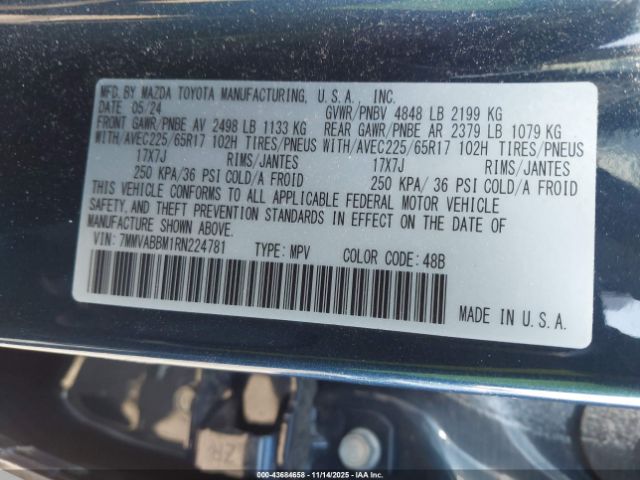 MFD. BY MAZDA TOYOTA MANUFACTURING, U.S.A., INC.
DATE 05/24 GVWR/PNBV 4848 LB 2199 KG
FRONT GAWR/PNBE AV 2498 LB 1133 KG REAR GAWR/PNBE AR 2379 LB 1079 KG
WITH/AVEC225/65R17 102H TIRES/PNEUS WITH/AVEC225/65R17 102H TIRES/PNEUS
17X7J RIMS/JANTES 17X7J RIMS/JANTES
250 KPA/36 PSI COLD/A FROID 250 KPA/ 36 PSI COLD/A FROID
THIS VEHICLE CONFORMS TO ALL APPLICABLE FEDERAL MOTOR VEHICLE
SAFETY, AND THEFT PREVENTION STANDARDS IN EFFECT ON THE DATE OF
MANUFACTURE SHOWN ABOVE.
VIN: 7MMVABBM1RN224781 TYPE: MPV COLOR CODE: 48B
MADE IN U.S.A.
ZR
© IAA Holdings, LLC 00-43684658 11/14/2025 Copart